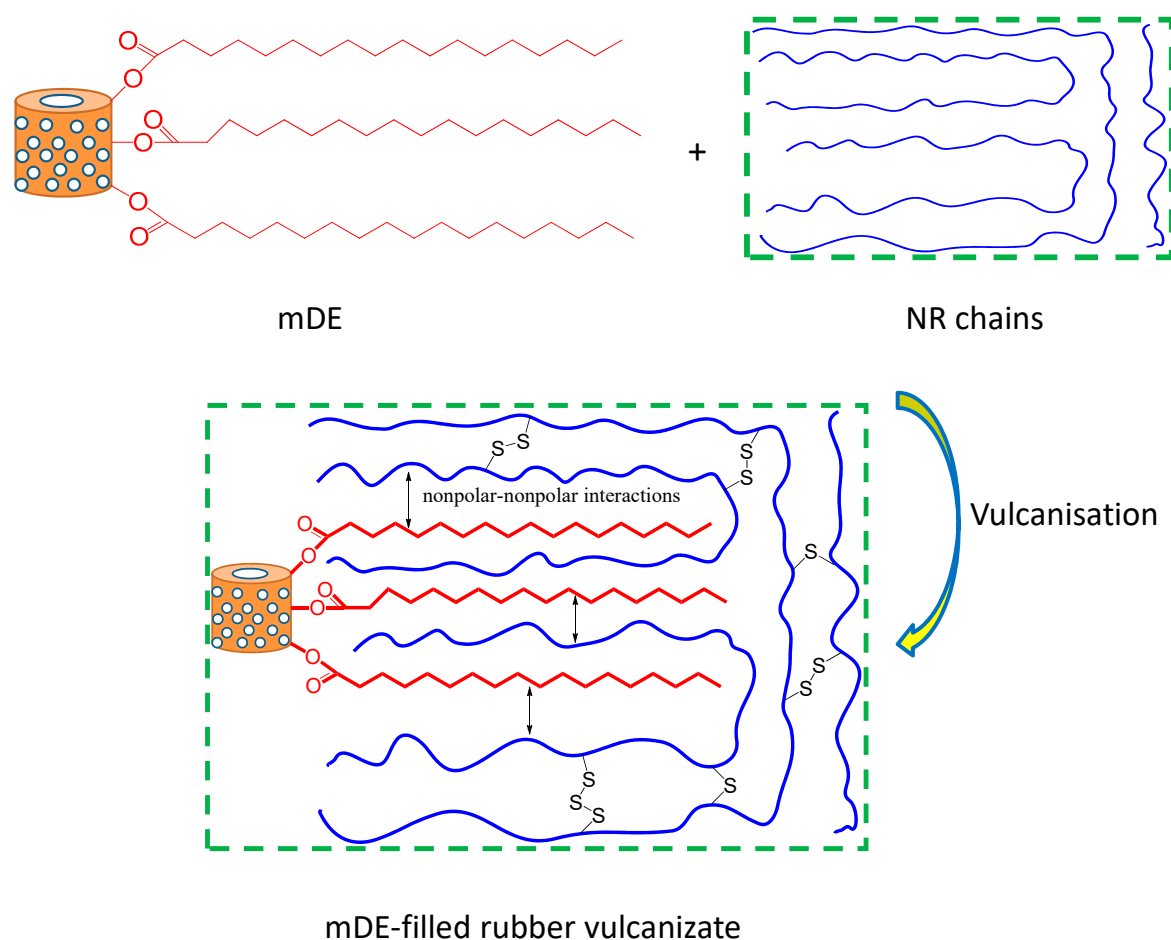 O
O
O
O
O
O
+
mDE
NR chains
S
S
S
S
nonpolar-nonpolar interactions
Vulcanisation
O
O
S
O
O
O
O
S
S
S
S
S
S
S
mDE-filled rubber vulcanizate